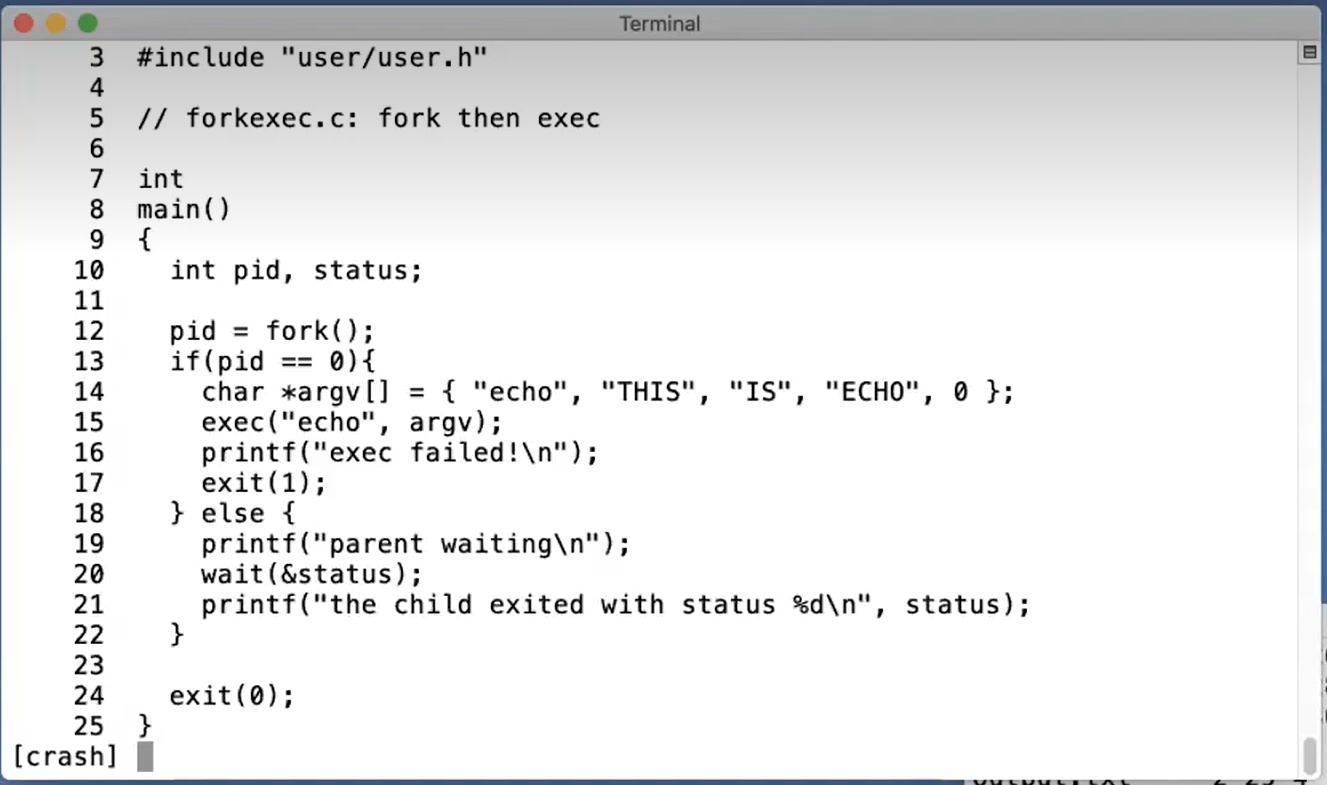 Terminal
3 #include "user/user.h"
4
5 // forkexec.c: fork then exec
6
7 int
8 main()
9 {
10 int pid, status;
11
12 pid = fork();
13 if(pid == 0){
14 char *argv[] = { "echo", "THIS", "IS", "ECHO", 0 };
15 exec("echo", argv);
16 printf("exec failed!\n");
17 exit(1);
18 } else {
19 printf("parent waiting\n");
20 wait(&status);
21 printf("the child exited with status %d\n", status);
22 }
23
24 exit(0);
25 }
[crash]